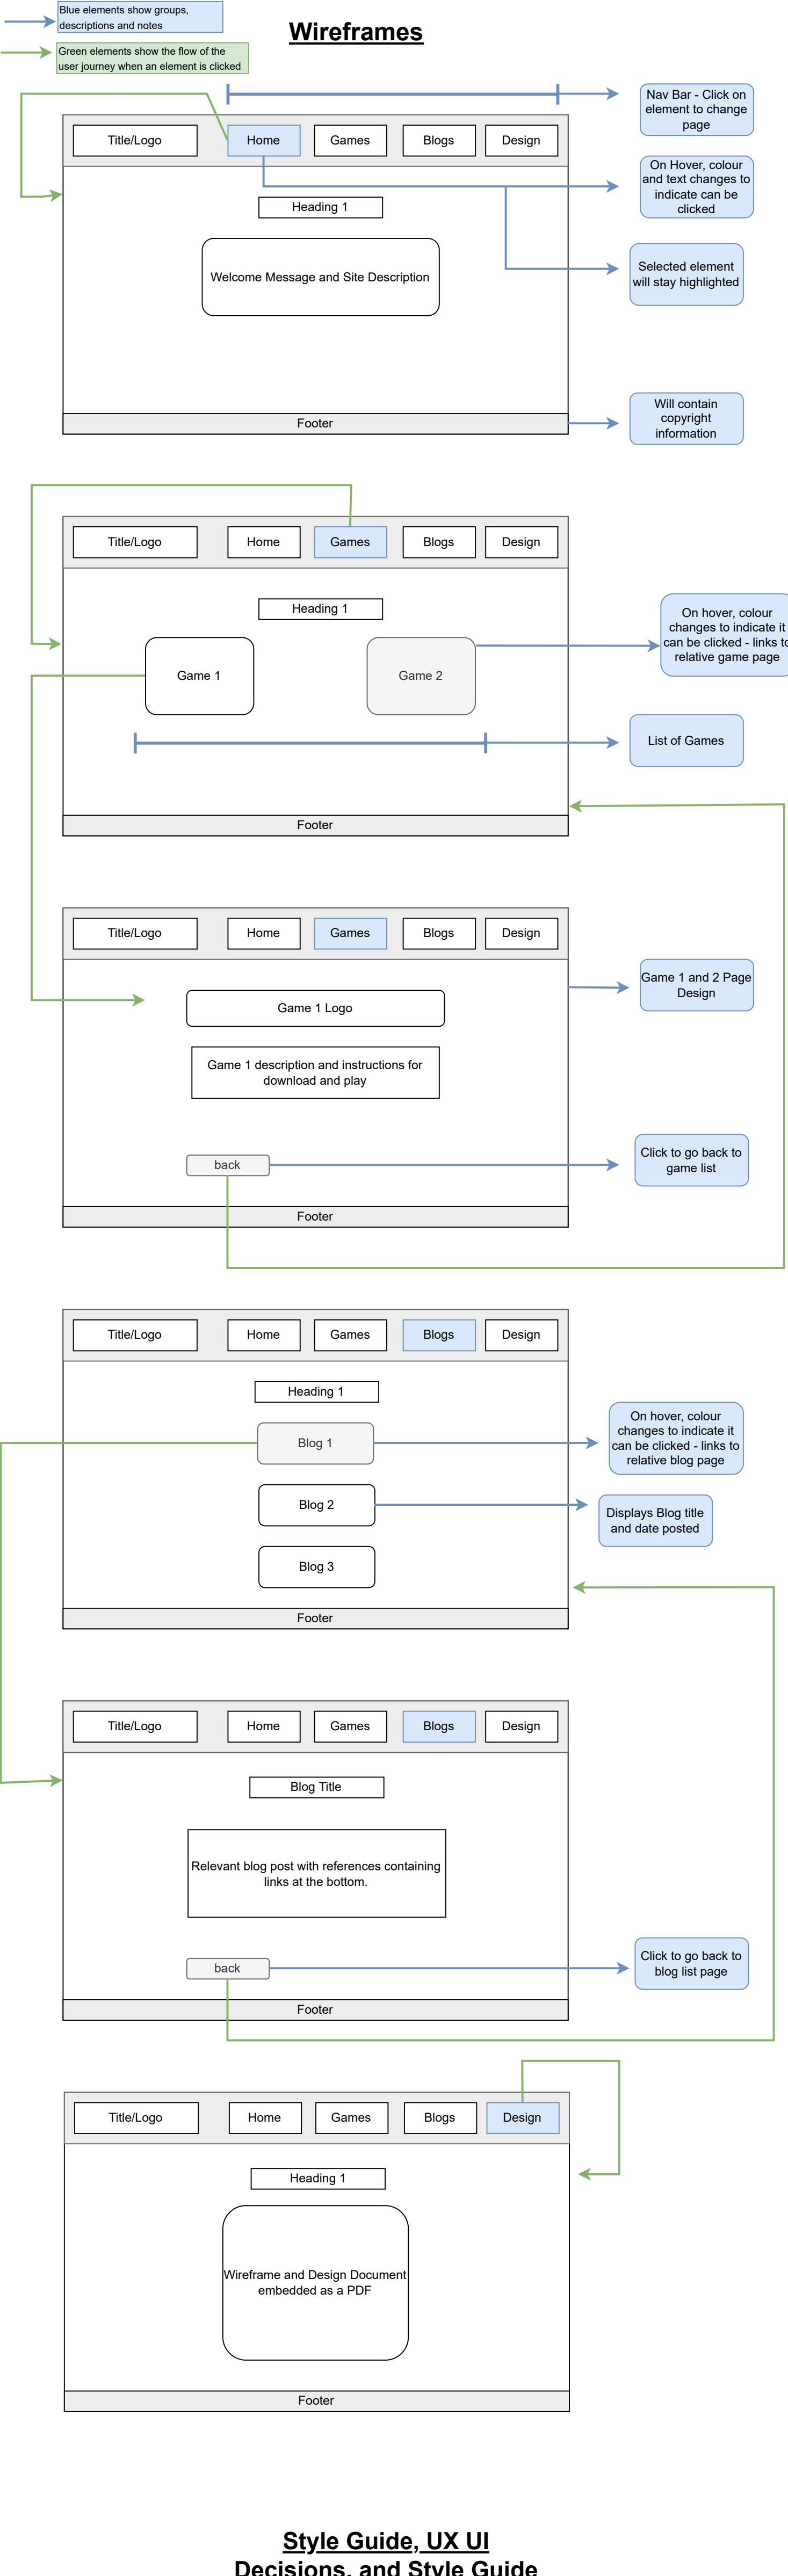 Blue elements show groups,
descriptions and notes
Green elements show the flow of the
user journey when an element is clicked
Wireframes
Nav Bar - Click on
element to change
page
Title/Logo
Home
Games
Blogs
Design
On Hover, colour
and text changes to
indicate can be
clicked
Heading 1
Welcome Message and Site Description
Selected element
will stay highlighted
Will contain
copyright
information
Footer
Title/Logo
Home
Games
Blogs
Design
Heading 1
On hover, colour
changes to indicate it
can be clicked - links to
relative game page
Game 1
Game 2
List of Games
Footer
Title/Logo
Home
Games
Blogs
Design
Game 1 and 2 Page
Design
Game 1 Logo
Game 1 description and instructions for
download and play
back
Click to go back to
game list
Footer
Title/Logo
Home
Games
Blogs
Design
Heading 1
On hover, colour
changes to indicate it
can be clicked - links to
relative blog page
Blog 1
Blog 2
Displays Blog title
and date posted
Blog 3
Footer
Title/Logo
Home
Games
Blogs
Design
Blog Title
Relevant blog post with references containing
links at the bottom.
back
Click to go back to
blog list page
Footer
Title/Logo
Home
Games
Blogs
Design
Heading 1
Wireframe and Design Document
embedded as a PDF
Footer
Style Guide, UX UI
Decisions, and Style Guide